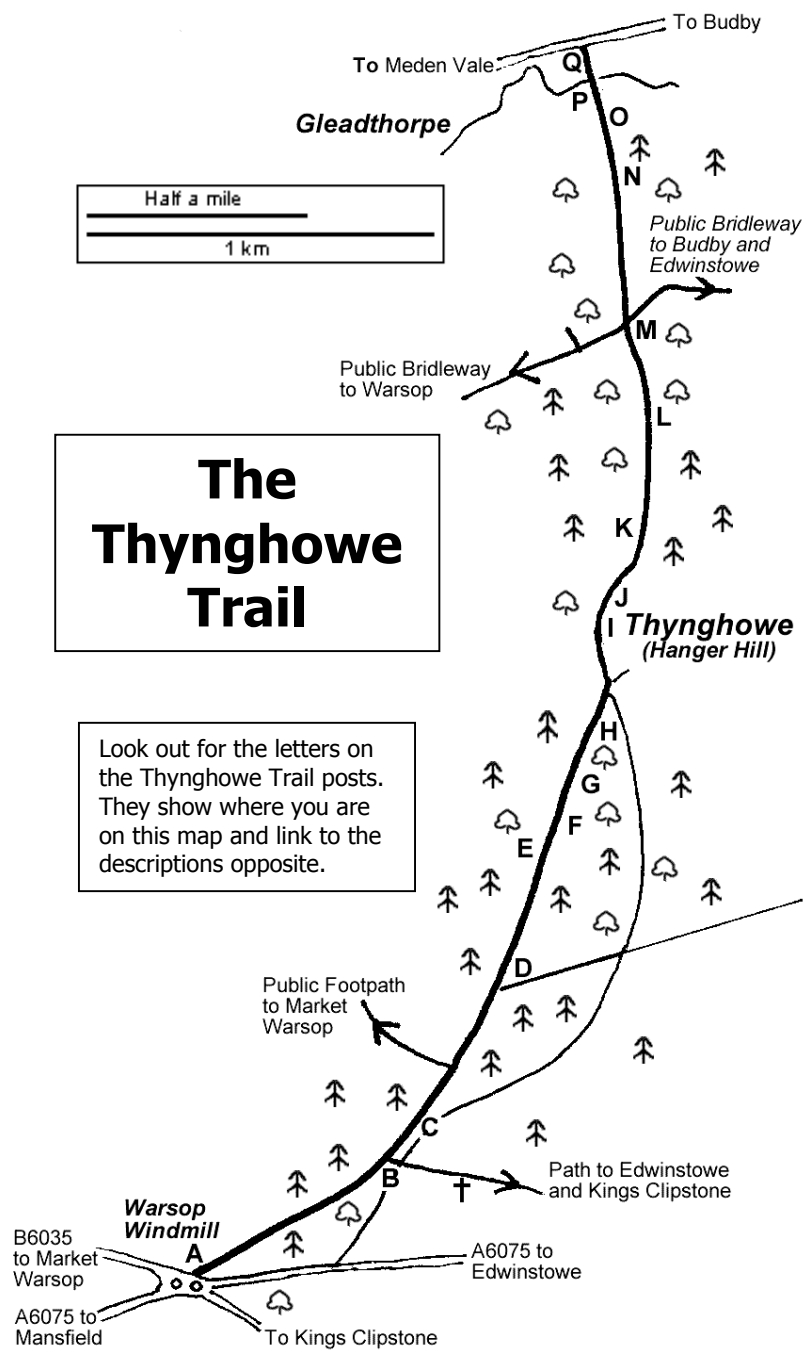 To Budby
To Meden Vale
Q
P
O
Gleadthorpe
N
Half a mile
1 km
Public Bridleway
to Budby and
Edwinstowe
M
Public Bridleway
to Warsop
L
The
Thynghowe
Trail
K
J
I
Thynghowe
(Hanger Hill)
H
Look out for the letters on
the Thynghowe Trail posts.
They show where you are
on this map and link to the
descriptions opposite.
G
F
E
D
Public Footpath
to Market
Warsop
C
B
Path to Edwinstowe
and Kings Clipstone
Warsop
Windmill
A
B6035
to Market
Warsop
A6075 to
Edwinstowe
A6075 to
Mansfield
To Kings Clipstone